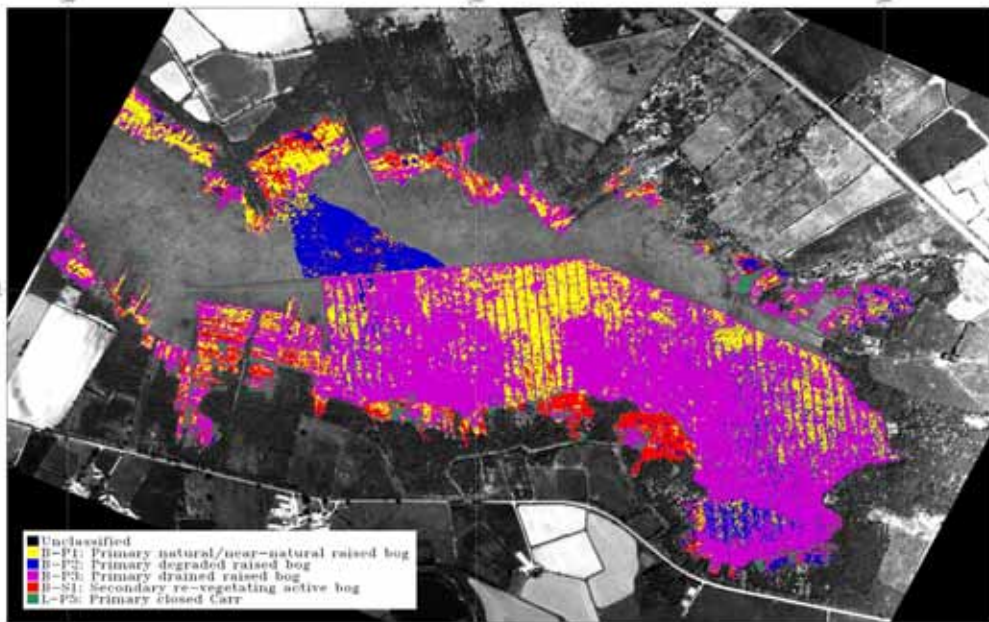 Unclassified
B-P1: Primary natural/near-natural raised bog
B-P2: Primary degraded raised bog
B-P3: Primary drained raised bog
B-S1: Secondary re-vegetating active bog
L-P5: Primary closed Carr